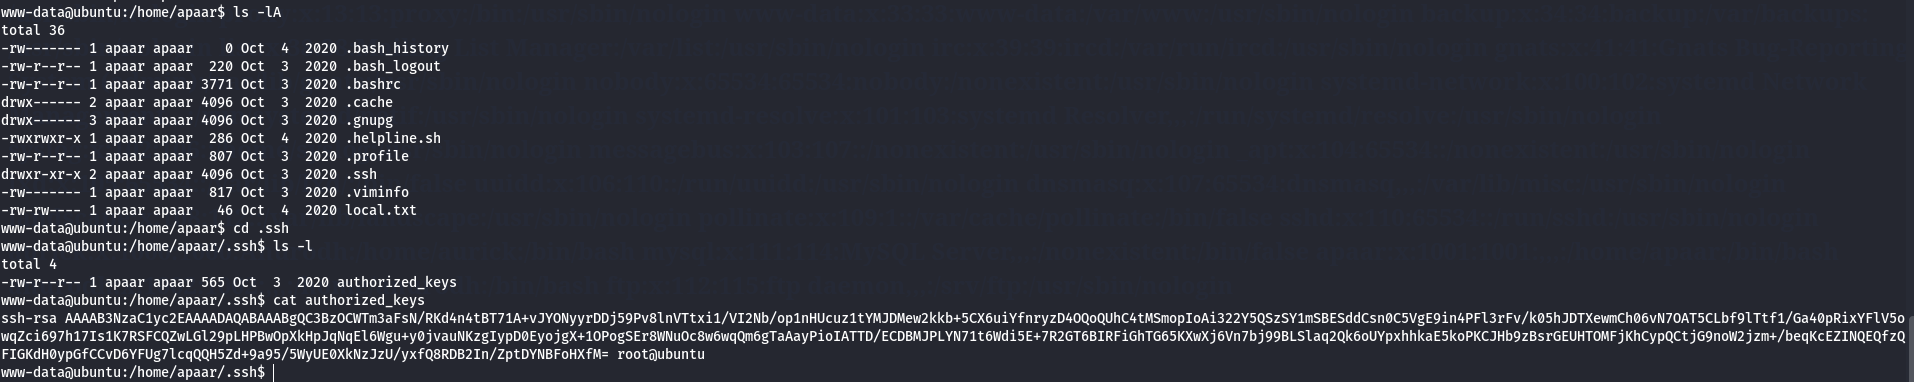 www-data@ubuntu:/home/apaar$ ls -lA
total 36
-rw------- 1 apaar apaar    0 Oct  4  2020 .bash_history
-rw-r--r-- 1 apaar apaar  220 Oct  3  2020 .bash_logout
-rw-r--r-- 1 apaar apaar 3771 Oct  3  2020 .bashrc
drwx------ 2 apaar apaar 4096 Oct  3  2020 .cache
drwx------ 3 apaar apaar 4096 Oct  3  2020 .gnupg
-rwxrwxr-x 1 apaar apaar  286 Oct  4  2020 .helpline.sh
-rw-r--r-- 1 apaar apaar  807 Oct  3  2020 .profile
drwxr-xr-x 2 apaar apaar 4096 Oct  3  2020 .ssh
-rw------- 1 apaar apaar  817 Oct  3  2020 .viminfo
-rw-rw---- 1 apaar apaar   46 Oct  4  2020 local.txt
www-data@ubuntu:/home/apaar$ cd .ssh
www-data@ubuntu:/home/apaar/.ssh$ ls -l
total 4
-rw-r--r-- 1 apaar apaar 565 Oct  3  2020 authorized_keys
www-data@ubuntu:/home/apaar/.ssh$ cat authorized_keys
ssh-rsa AAAAB3NzaC1yc2EAAAADAQABAAABgQC3BzOCWTm3aFsN/RKd4n4tBT71A+vJYONyyrDDj59Pv8lnVTtxi1/VI2Nb/op1nHUcuz1tYMJDMew2kkb+5CX6uiYfnryzD4OQoQUhC4tMSmopIoAi322Y5QSzSY1mSBESddCsn0C5VgE9in4PFl3rFv/k05hJDTXewmCh06vN7OAT5CLbf9lTtf1/Ga40pRixYFlV5o
wqZci697h17Is1K7RSFCQZwLGl29pLHPBwOpXkHpJqNqEl6Wgu+y0jvauNKzgIypD0EyojgX+1OPogSEr8WNuOc8w6wqQm6gTaAayPioIATTD/ECDBMJPLYN71t6Wdi5E+7R2GT6BIRFiGhTG65KXwXj6Vn7bj99BLSlaq2Qk6oUYpxhhkaE5koPKCJHb9zBsrGEUHTOMFjKhCypQCtjG9noW2jzm+/beqKcEZINQEQfzQ
FIGKdH0ypGfCCvD6YFUg7lcqQQH5Zd+9a95/5WyUE0XkNzJzU/yxfQ8RDB2In/ZptDYNBFoHXfM= root@ubuntu
www-data@ubuntu:/home/apaar/.ssh$